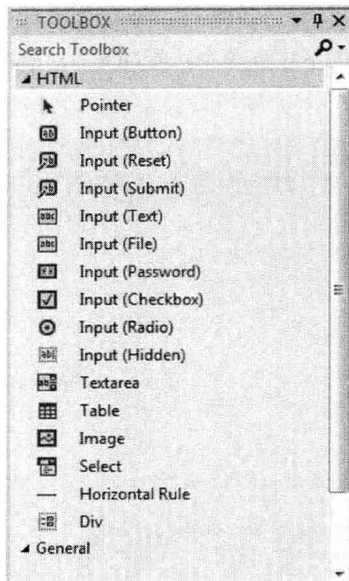 TOOLBOX
Search Toolbox
HTML
Pointer
Input (Button)
Input (Reset)
Input (Submit)
Input (Text)
Input (File)
Input (Password)
Input (Checkbox)
Input (Radio)
Input (Hidden)
Textarea
Table
Image
Select
Horizontal Rule
Div
General